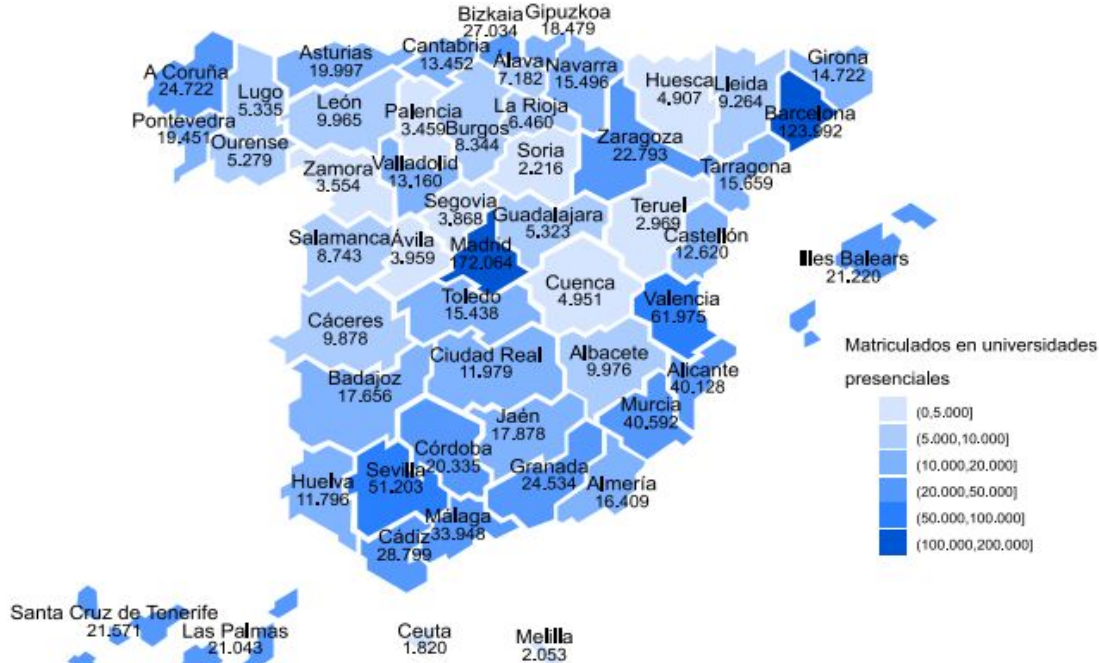 Bizkaia
27.034
Gipuzkoa
18.479
A Coruña
24.722
Lugo
5.335
Asturias
19.997
Cantabria
13.452
Álava
7.182
Navarra
15.496
Huesca
4.907
Lleida
9.264
Girona
14.722
Barcelona
123.992
Pontevedra
19.451
Ourense
5.279
León
9.965
Palencia
3.459
Burgos
8.344
La Rioja
6.460
Zaragoza
22.793
Soria
2.216
Tarragona
15.659
Zamora
3.554
Valladolid
13.160
Segovia
3.868
Guadalajara
5.323
Teruel
2.969
Castellón
12.620
Salamanca
8.743
Ávila
3.959
Madrid
172.064
Cuenca
4.951
Illes Balears
21.220
Toledo
15.438
Valencia
61.975
Cáceres
9.878
Ciudad Real
11.979
Albacete
9.976
Alicante
40.128
Badajoz
17.656
Murcia
40.592
Jaén
17.878
Córdoba
20.335
Granada
24.534
Almería
16.409
Sevilla
51.203
Huelva
11.796
Málaga
33.948
Cádiz
28.799
Santa Cruz de Tenerife
21.571
Las Palmas
21.043
Ceuta
1.820
Melilla
2.053
Matriculados en universidades
presenciales
(0,5.000]
(5.000,10.000]
(10.000,20.000]
(20.000,50.000]
(50.000,100.000]
(100.000,200.000]